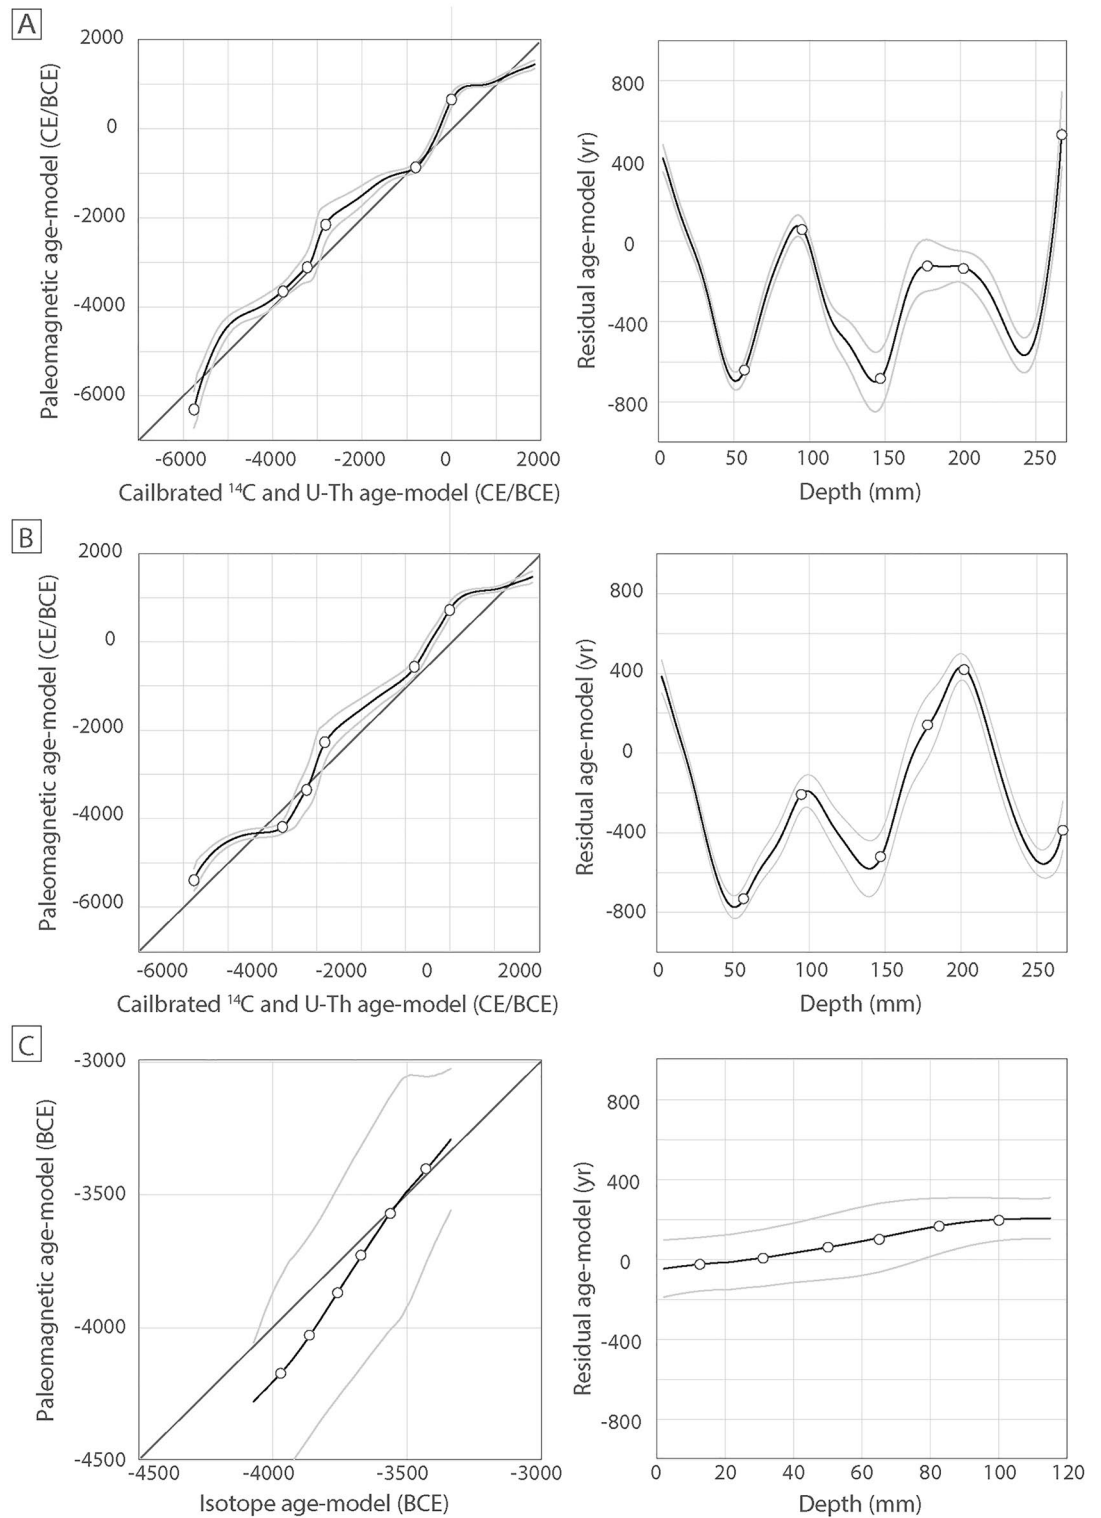 A
Paleomagnetic age-model (CE/BCE)
2000
0
-2000
-4000
-6000
-6000 -4000 -2000 0 2000
Cailbrated ¹⁴C and U-Th age-model (CE/BCE)
Residual age-model (yr)
800
400
0
-400
-800
0 50 100 150 200 250
Depth (mm)
B
Paleomagnetic age-model (CE/BCE)
2000
0
-2000
-4000
-6000
-6000 -4000 -2000 0 2000
Cailbrated ¹⁴C and U-Th age-model (CE/BCE)
Residual age-model (yr)
800
400
0
-400
-800
0 50 100 150 200 250
Depth (mm)
C
Paleomagnetic age-model (BCE)
-3000
-3500
-4000
-4500
-4500 -4000 -3500 -3000
Isotope age-model (BCE)
Residual age-model (yr)
800
400
0
-400
-800
0 20 40 60 80 100 120
Depth (mm)